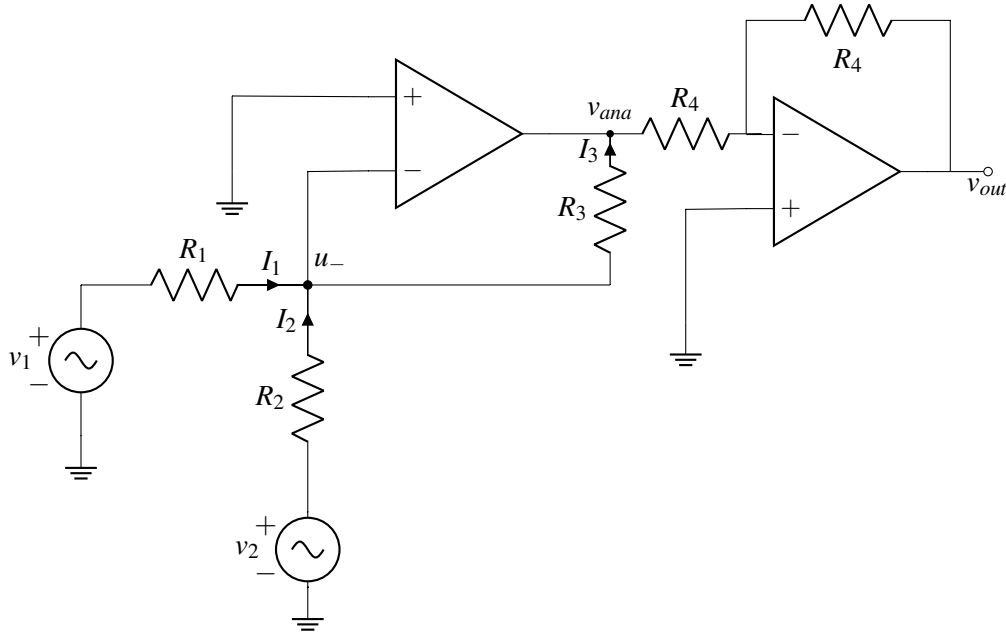 R4
+
−
vana
R4
I3
−
R3
vout
+
R1
I1
u−
I2
+
v1
−
R2
+
v2
−